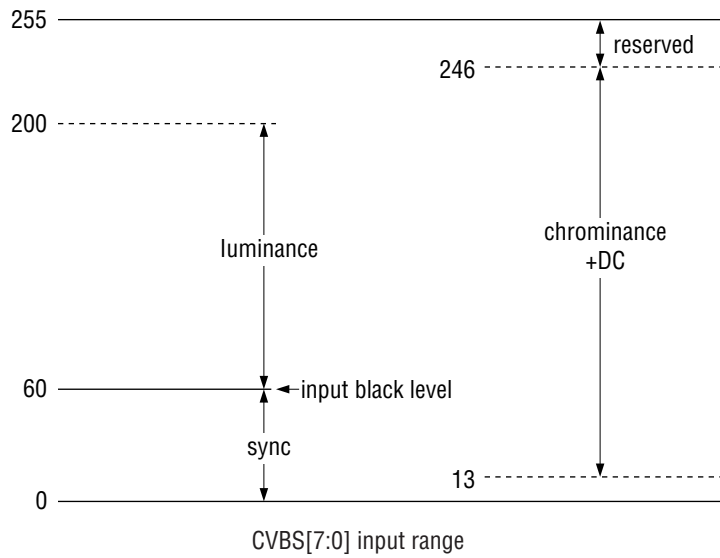 255
reserved
246
200
luminance
chrominance
+DC
60
input black level
sync
13
0
CVBS[7:0] input range